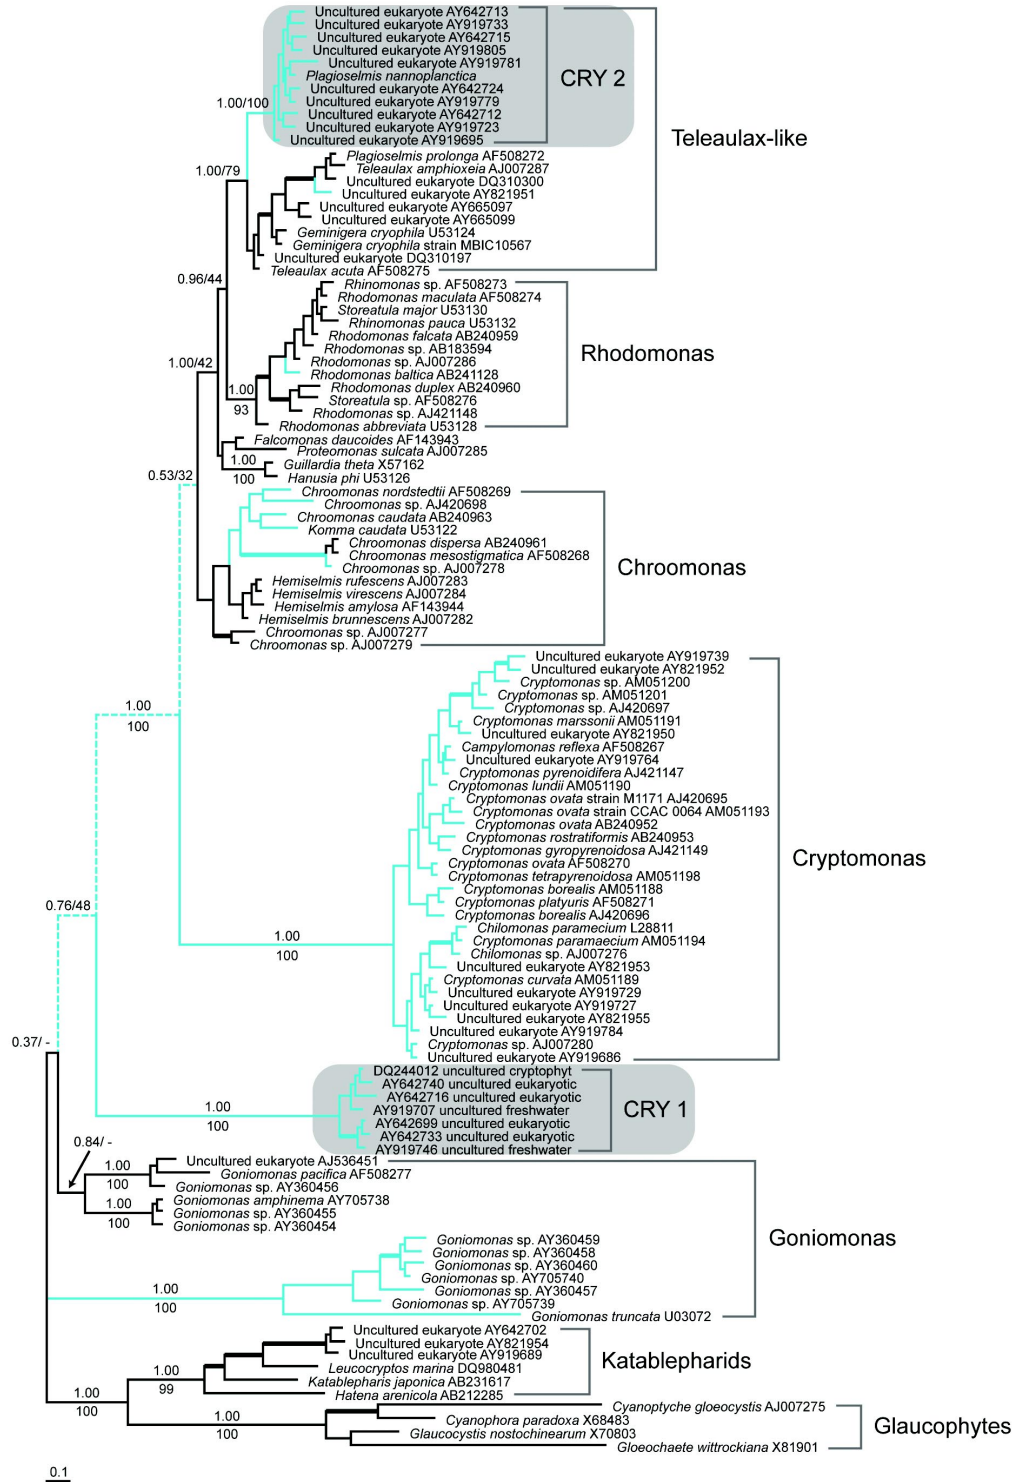 Uncultured eukaryote AY642713
Uncultured eukaryote AY919733
Uncultured eukaryote AY642715
Uncultured eukaryote AY919805
Uncultured eukaryote AY919781
Plagioselmis nannoplanctica
Uncultured eukaryote AY642724
Uncultured eukaryote AY919779
Uncultured eukaryote AY642712
Uncultured eukaryote AY919723
Uncultured eukaryote AY919695
CRY 2
1.00/100
Teleaulax-like
Plagioselmis prolonga AF508272
Teleaulax amphioxeia AJ007287
Uncultured eukaryote DQ310300
Uncultured eukaryote AY821951
Uncultured eukaryote AY665097
Uncultured eukaryote AY665099
Geminigera cryophila U53124
Geminigera cryophila strain MBIC10567
Uncultured eukaryote DQ310197
Teleaulax acuta AF508275
1.00/79
0.96/44
Rhinomonas sp. AF508273
Rhodomonas maculata AF508274
Storeatula major U53130
Rhinomonas pauca U53132
Rhodomonas falcata AB240959
Rhodomonas sp. AB183594
Rhodomonas sp. AJ007286
Rhodomonas baltica AB241128
Rhodomonas duplex AB240960
Storeatula sp. AF508276
Rhodomonas sp. AJ421148
Rhodomonas abbreviata U53128
Rhodomonas
1.00/42
1.00
93
Falcomonas daucoides AF143943
Proteomonas sulcata AJ007285
Guillardia theta X57162
Hanusia phi U53126
1.00
100
0.53/32
Chroomonas nordstedtii AF508269
Chroomonas sp. AJ420698
Chroomonas caudata AB240963
Komma caudata U53122
Chroomonas dispersa AB240961
Chroomonas mesostigmatica AF508268
Chroomonas sp. AJ007278
Hemiselmis rufescens AJ007283
Hemiselmis virescens AJ007284
Hemiselmis amylosa AF143944
Hemiselmis brunnescens AJ007282
Chroomonas sp. AJ007277
Chroomonas sp. AJ007279
Chroomonas
Uncultured eukaryote AY919739
Uncultured eukaryote AY821952
Cryptomonas sp. AM051200
Cryptomonas sp. AM051201
Cryptomonas sp. AJ420697
Cryptomonas marssonii AM051191
Uncultured eukaryote AY821950
Campylomonas reflexa AF508267
Uncultured eukaryote AY919764
Cryptomonas pyrenoidifera AJ421147
Cryptomonas lundii AM051190
Cryptomonas ovata strain M1171 AJ420695
Cryptomonas ovata strain CCAC 0064 AM051193
Cryptomonas ovata AB240952
Cryptomonas rostratiformis AB240953
Cryptomonas gyropyrenoidosa AJ421149
Cryptomonas ovata AF508270
Cryptomonas tetrapyrenoidosa AM051198
Cryptomonas borealis AM051188
Cryptomonas platyuris AF508271
Cryptomonas borealis AJ420696
Chilomonas paramecium L28811
Cryptomonas paramaecium AM051194
Chilomonas sp. AJ007276
Uncultured eukaryote AY821953
Cryptomonas curvata AM051189
Uncultured eukaryote AY919729
Uncultured eukaryote AY919727
Uncultured eukaryote AY821955
Uncultured eukaryote AY919784
Cryptomonas sp. AJ007280
Uncultured eukaryote AY919686
Cryptomonas
1.00
100
0.76/48
1.00
100
0.37/ -
DQ244012 uncultured cryptophyt
AY642740 uncultured eukaryotic
AY642716 uncultured eukaryotic
AY919707 uncultured freshwater
AY642699 uncultured eukaryotic
AY642733 uncultured eukaryotic
AY919746 uncultured freshwater
CRY 1
1.00
100
0.84/ -
Uncultured eukaryote AJ536451
Goniomonas pacifica AF508277
Goniomonas sp. AY360456
Goniomonas amphinema AY705738
Goniomonas sp. AY360455
Goniomonas sp. AY360454
1.00
100
1.00
100
Goniomonas
Goniomonas sp. AY360459
Goniomonas sp. AY360458
Goniomonas sp. AY360460
Goniomonas sp. AY705740
Goniomonas sp. AY360457
Goniomonas sp. AY705739
Goniomonas truncata U03072
1.00
100
Uncultured eukaryote AY642702
Uncultured eukaryote AY821954
Uncultured eukaryote AY919689
Leucocryptos marina DQ980481
Katablepharis japonica AB231617
Hatena arenicola AB212285
Katablepharids
1.00
99
1.00
100
1.00
100
Cyanoptyche gloeocystis AJ007275
Cyanophora paradoxa X68483
Glaucocystis nostochinearum X70803
Gloeochaete wittrockiana X81901
Glaucophytes
0.1